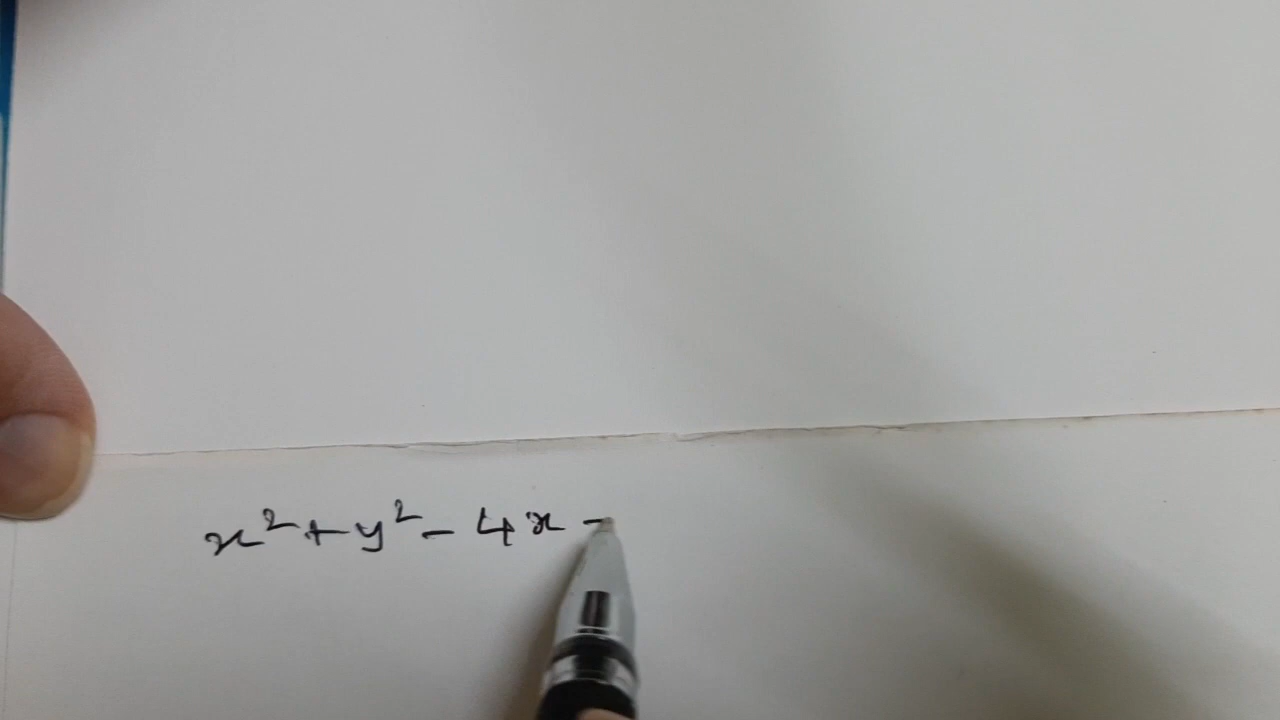 x² + y² - 4x -